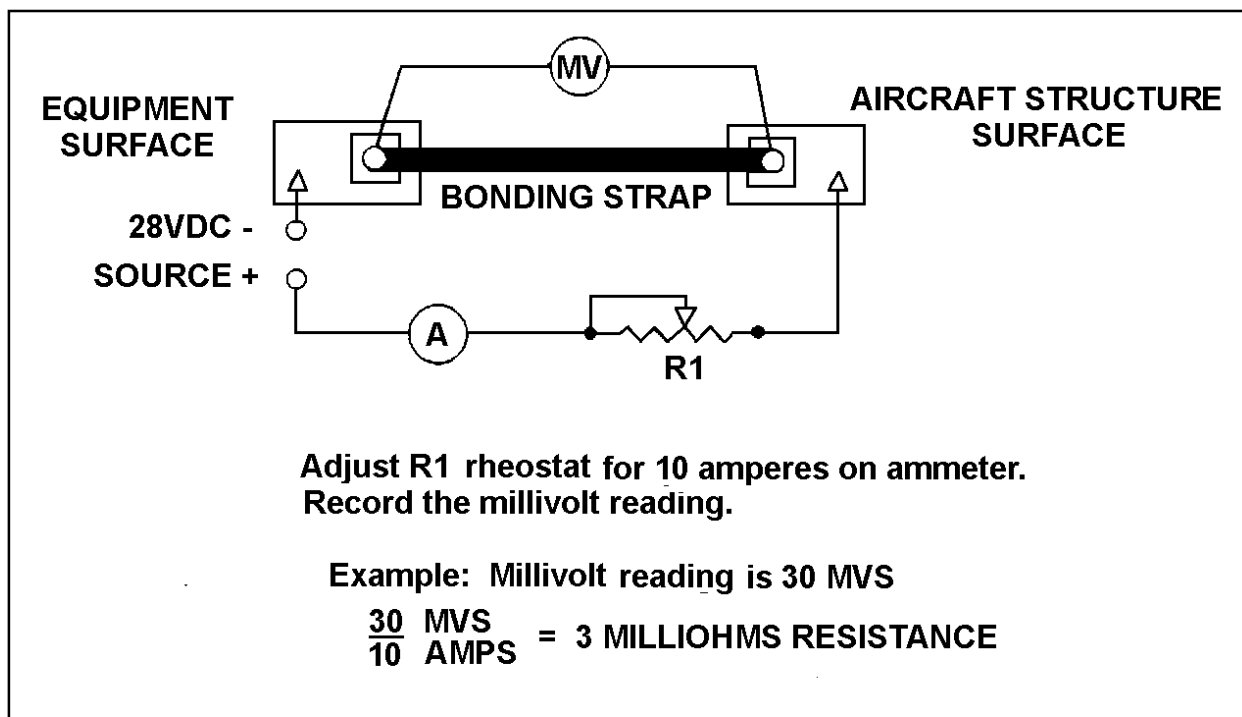 MV
EQUIPMENT
SURFACE
AIRCRAFT STRUCTURE
SURFACE
BONDING STRAP
28VDC -
SOURCE +
A
R1
Adjust R1 rheostat for 10 amperes on ammeter.
Record the millivolt reading.
Example: Millivolt reading is 30 MVS
30 MVS
10 AMPS = 3 MILLIOHMS RESISTANCE